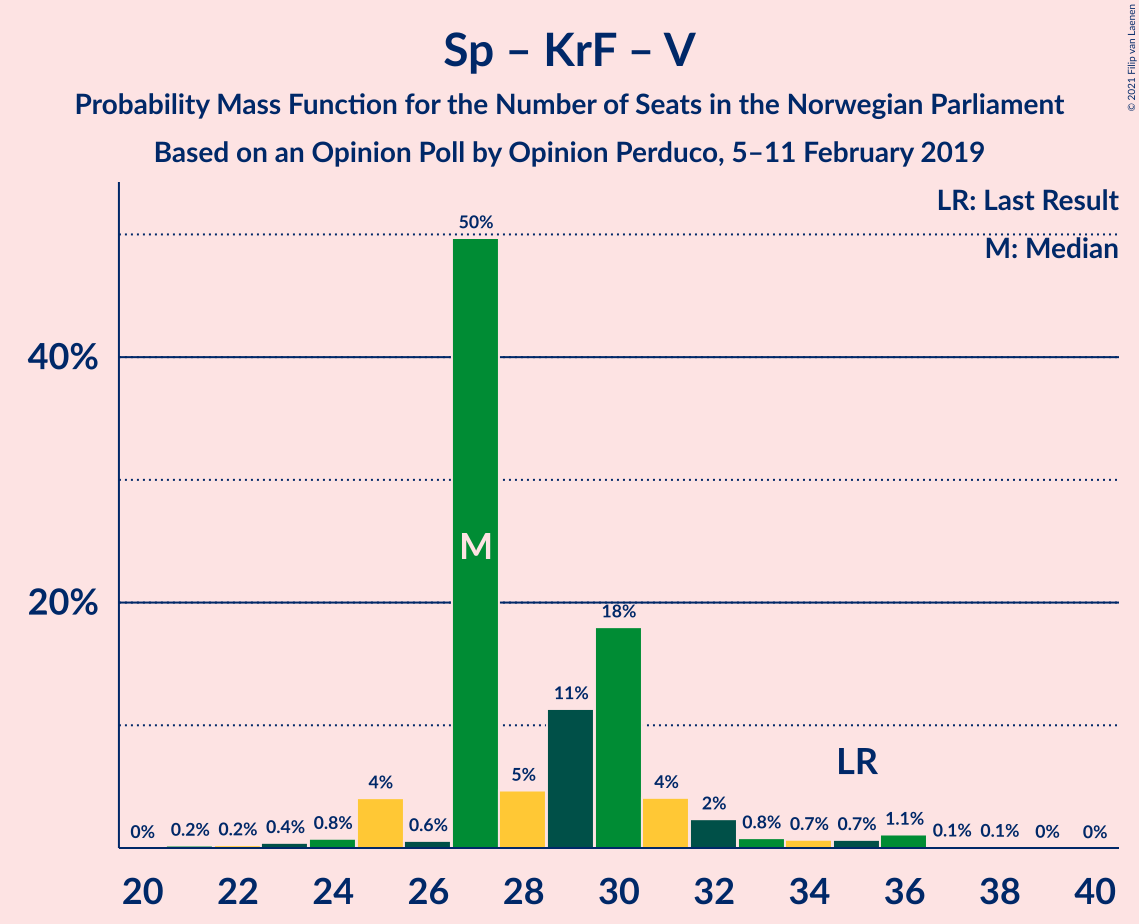 Sp – KrF – V
Probability Mass Function for the Number of Seats in the Norwegian Parliament
Based on an Opinion Poll by Opinion Perduco, 5–11 February 2019
© 2021 Filip van Laenen
LR: Last Result
M: Median
50%
40%
M
20%
18%
11%
LR
4%
5%
4%
2%
0%
0.2%
0.2%
0.4%
0.8%
0.6%
0.8%
0.7%
0.7%
1.1%
0.1%
0.1%
0%
0%
20 22 24 26 28 30 32 34 36 38 40